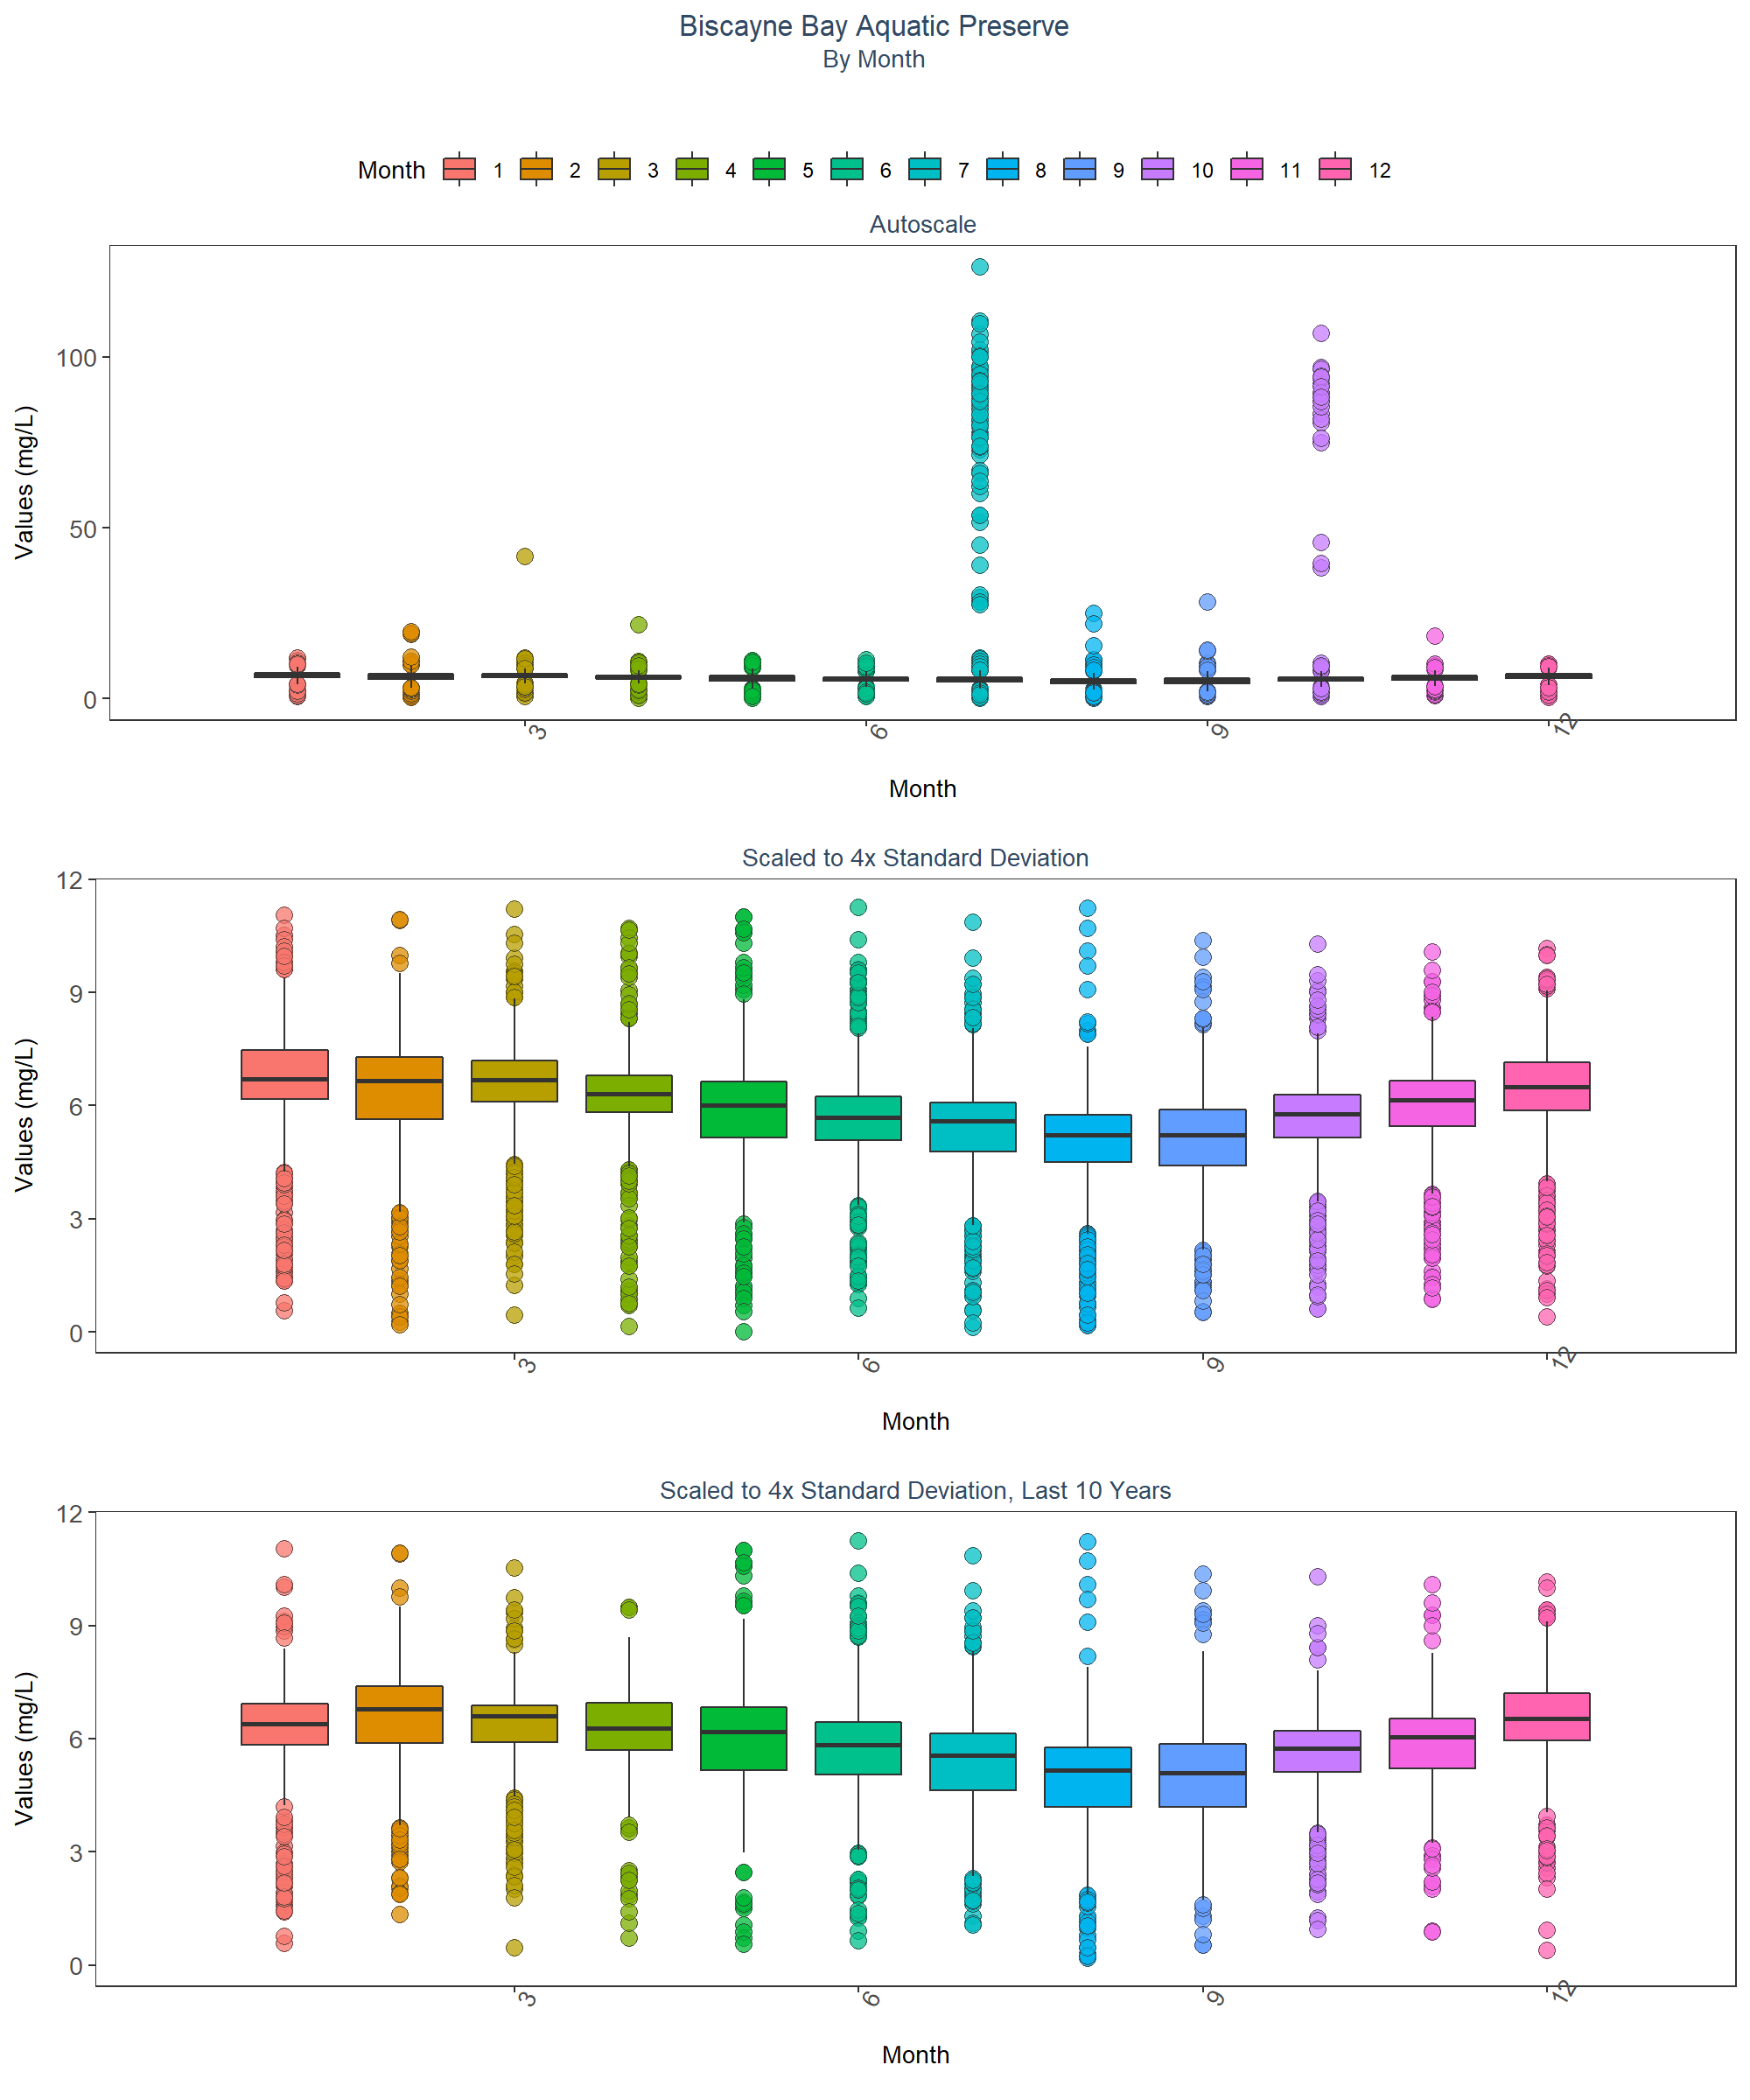 Biscayne Bay Aquatic Preserve
By Month
Month 1 2 3 4 5 6 7 8 9 10 11 12
Autoscale
Values (mg/L)
100
50
0
3 6 9 12
Month
Scaled to 4x Standard Deviation
Values (mg/L)
12
9
6
3
0
3 6 9 12
Month
Scaled to 4x Standard Deviation, Last 10 Years
Values (mg/L)
12
9
6
3
0
3 6 9 12
Month